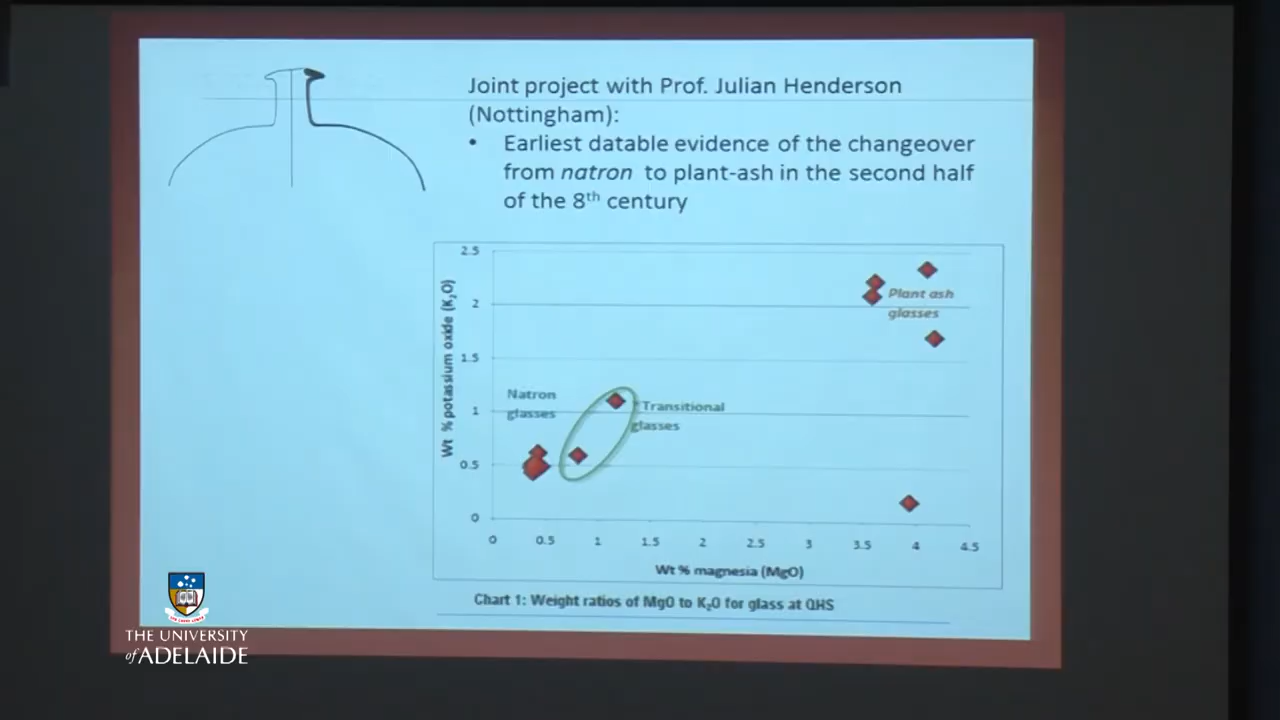 Joint project with Prof. Julian Henderson
(Nottingham):
• Earliest datable evidence of the changeover
from natron to plant-ash in the second half
of the 8th century
2.5
2
1.5
1
0.5
0
Wt % potassium oxide (K₂O)
Plant ash
glasses
Natron
glasses
Transitional
glasses
0 0.5 1 1.5 2 2.5 3 3.5 4 4.5
Wt % magnesia (MgO)
Chart 1: Weight ratios of MgO to K₂O for glass at QHS
THE UNIVERSITY
of ADELAIDE